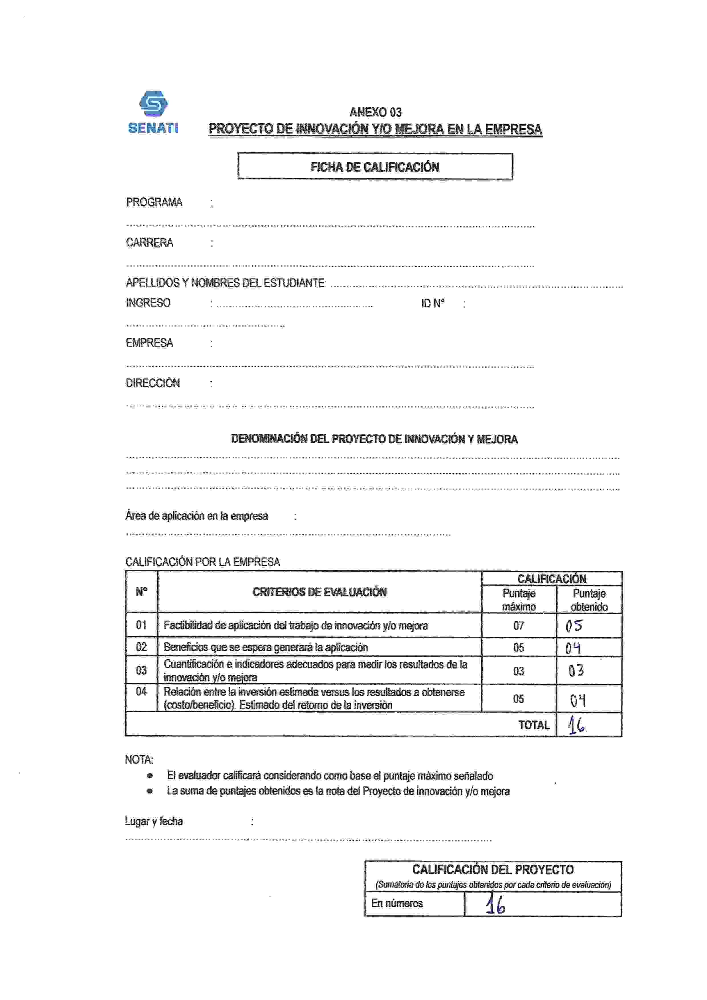 SENATI
ANEXO 03
PROYECTO DE INNOVACIÓN Y/O MEJORA EN LA EMPRESA
FICHA DE CALIFICACIÓN
PROGRAMA :
CARRERA :
APELLIDOS Y NOMBRES DEL ESTUDIANTE:
INGRESO : ID Nº :
EMPRESA :
DIRECCIÓN :
DENOMINACIÓN DEL PROYECTO DE INNOVACIÓN Y MEJORA
Área de aplicación en la empresa :
CALIFICACIÓN POR LA EMPRESA
Nº CRITERIOS DE EVALUACIÓN CALIFICACIÓN
Puntaje máximo Puntaje obtenido
01 Factibilidad de aplicación del trabajo de innovación y/o mejora 07 05
02 Beneficios que se espera generará la aplicación 05 04
03 Cuantificación e indicadores adecuados para medir los resultados de la
innovación y/o mejora 03 03
04 Relación entre la inversión estimada versus los resultados a obtenerse
(costo/beneficio). Estimado del retorno de la inversión 05 04
TOTAL 16.
NOTA:
● El evaluador calificará considerando como base el puntaje máximo señalado
● La suma de puntajes obtenidos es la nota del Proyecto de innovación y/o mejora
Lugar y fecha :
CALIFICACIÓN DEL PROYECTO
(Sumatoria de los puntajes obtenidos por cada criterio de evaluación)
En números 16